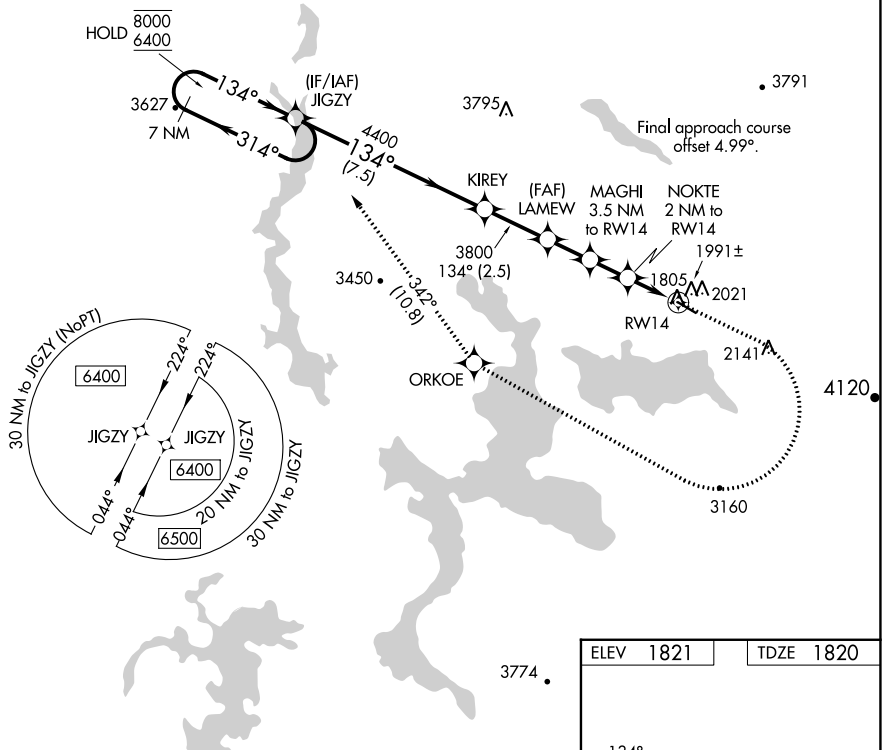 HOLD 8000
6400
134°
(IF/IAF)
JIGZY
3627
7 NM
314°
3795
3791
4400
134°
(7.5)
Final approach course
offset 4.99°.
KIREY
(FAF)
LAMEW
MAGHI
3.5 NM
to RW14
NOKTE
2 NM to
RW14
3800
134° (2.5)
1991±
1805
2021
RW14
3450
342°
(10.8)
ORKOE
2141
4120
3160
30 NM to JIGZY (NoPT)
6400
224°
224°
JIGZY
JIGZY
6400
20 NM to JIGZY
30 NM to JIGZY
044°
044°
6500
3774
ELEV 1821
TDZE 1820